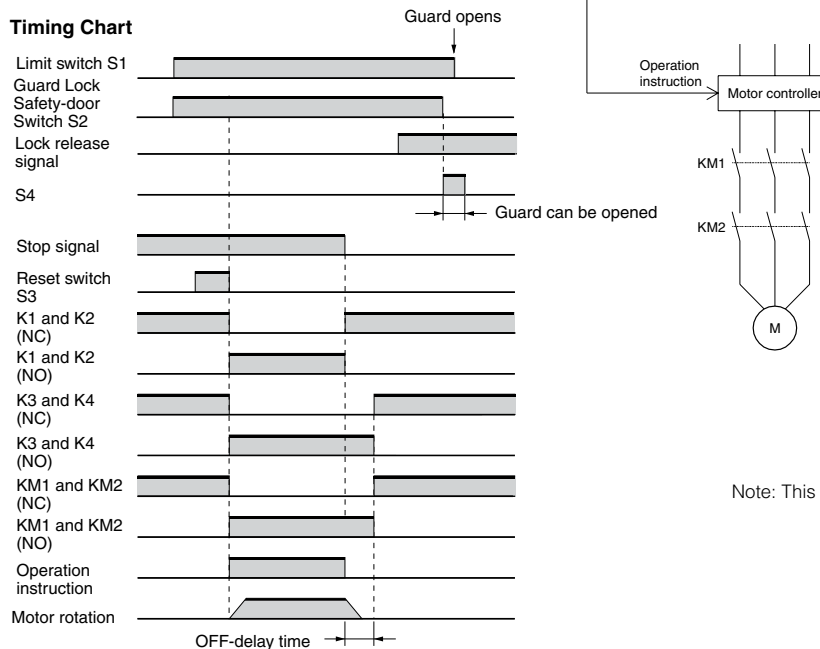 Timing Chart
Guard opens
Limit switch S1
Guard Lock
Safety-door
Switch S2
Lock release
signal
S4
Guard can be opened
Stop signal
Reset switch
S3
K1 and K2
(NC)
K1 and K2
(NO)
K3 and K4
(NC)
K3 and K4
(NO)
KM1 and KM2
(NC)
KM1 and KM2
(NO)
Operation
instruction
Motor rotation
OFF-delay time
Operation
instruction
Motor controller
KM1
KM2
M
Note: This